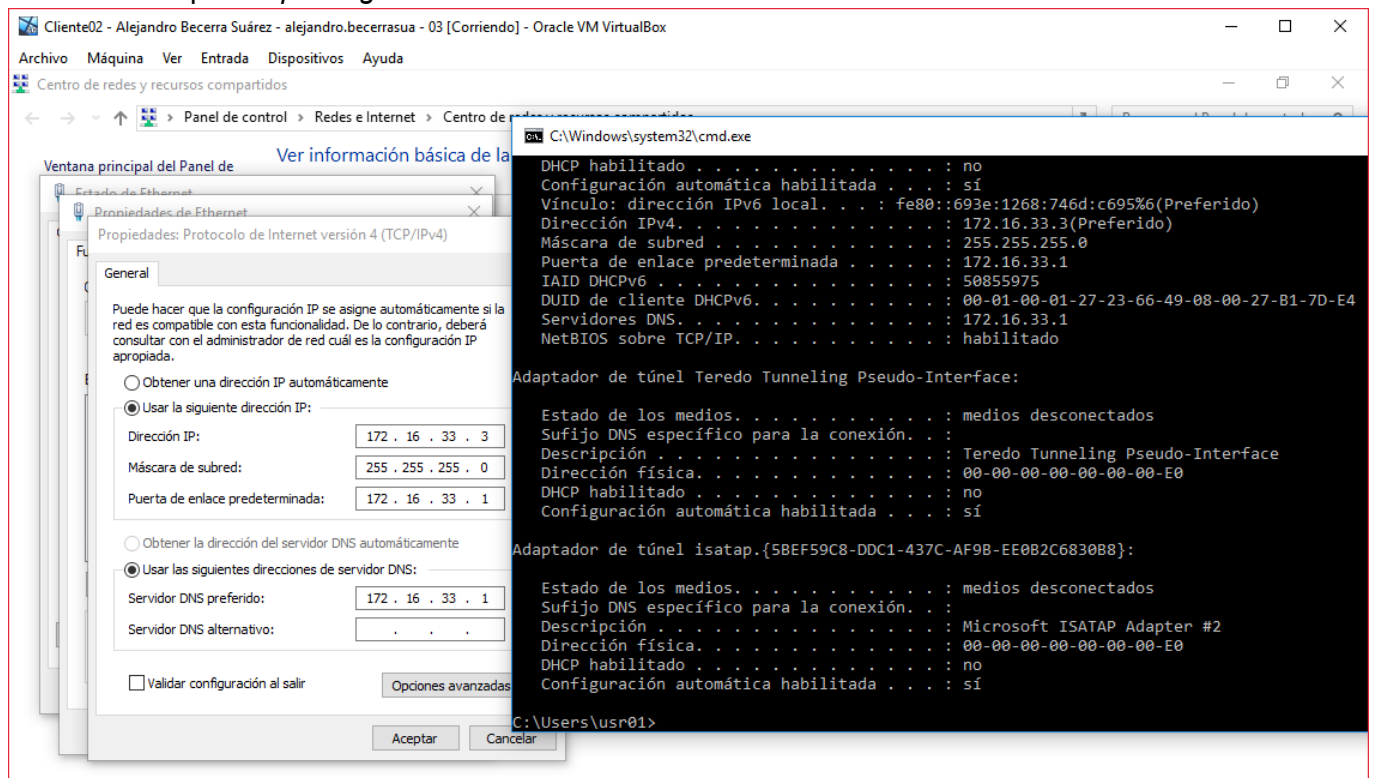 Cliente02 - Alejandro Becerra Suárez - alejandro.becerrasua - 03 [Corriendo] - Oracle VM VirtualBox
Archivo Máquina Ver Entrada Dispositivos Ayuda
Centro de redes y recursos compartidos
Panel de control > Redes e Internet > Centro de redes y recursos compartidos
Ventana principal del Panel de
Ver información básica de la
Estado de Ethernet
Propiedades de Ethernet
Propiedades: Protocolo de Internet versión 4 (TCP/IPv4)
General
Puede hacer que la configuración IP se asigne automáticamente si la
red es compatible con esta funcionalidad. De lo contrario, deberá
consultar con el administrador de red cuál es la configuración IP
apropiada.
Obtener una dirección IP automáticamente
Usar la siguiente dirección IP:
Dirección IP: 172 . 16 . 33 . 3
Máscara de subred: 255 . 255 . 255 . 0
Puerta de enlace predeterminada: 172 . 16 . 33 . 1
Obtener la dirección del servidor DNS automáticamente
Usar las siguientes direcciones de servidor DNS:
Servidor DNS preferido: 172 . 16 . 33 . 1
Servidor DNS alternativo: . . .
Validar configuración al salir
Opciones avanzadas
Aceptar Cancelar
C:\Windows\system32\cmd.exe
DHCP habilitado . . . . . . . . . . . . . : no
Configuración automática habilitada . . . : sí
Vínculo: dirección IPv6 local. . . : fe80::693e:1268:746d:c695%6(Preferido)
Dirección IPv4. . . . . . . . . . . . . . : 172.16.33.3(Preferido)
Máscara de subred . . . . . . . . . . . . : 255.255.255.0
Puerta de enlace predeterminada . . . . . : 172.16.33.1
IAID DHCPv6 . . . . . . . . . . . . . . . : 50855975
DUID de cliente DHCPv6. . . . . . . . . . : 00-01-00-01-27-23-66-49-08-00-27-B1-7D-E4
Servidores DNS. . . . . . . . . . . . . . : 172.16.33.1
NetBIOS sobre TCP/IP. . . . . . . . . . . : habilitado
Adaptador de túnel Teredo Tunneling Pseudo-Interface:
Estado de los medios. . . . . . . . . . . : medios desconectados
Sufijo DNS específico para la conexión. . :
Descripción . . . . . . . . . . . . . . . : Teredo Tunneling Pseudo-Interface
Dirección física. . . . . . . . . . . . . : 00-00-00-00-00-00-00-E0
DHCP habilitado . . . . . . . . . . . . . : no
Configuración automática habilitada . . . : sí
Adaptador de túnel isatap.{5BEF59C8-DDC1-437C-AF9B-EE0B2C6830B8}:
Estado de los medios. . . . . . . . . . . : medios desconectados
Sufijo DNS específico para la conexión. . :
Descripción . . . . . . . . . . . . . . . : Microsoft ISATAP Adapter #2
Dirección física. . . . . . . . . . . . . : 00-00-00-00-00-00-00-E0
DHCP habilitado . . . . . . . . . . . . . : no
Configuración automática habilitada . . . : sí
C:\Users\usr01>